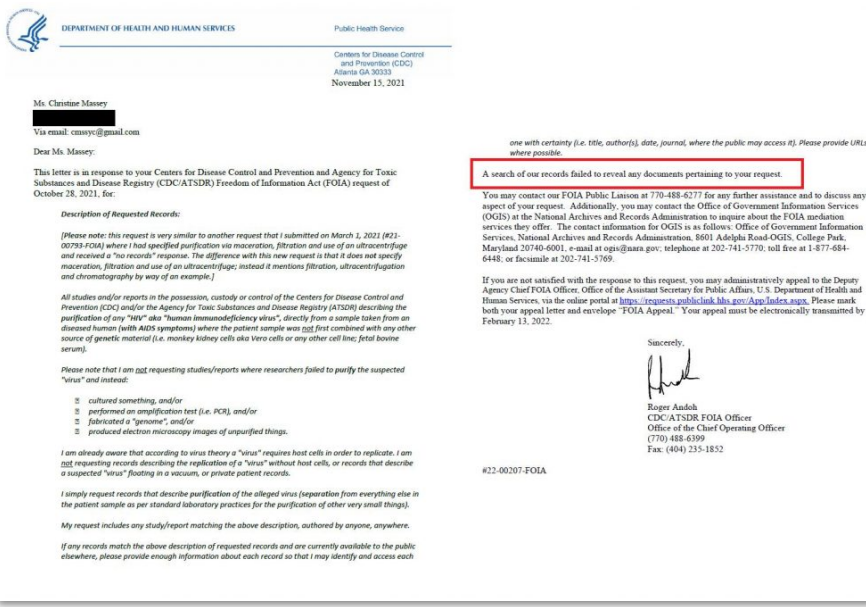 DEPARTMENT OF HEALTH AND HUMAN SERVICES
Public Health Service
Centers for Disease Control
and Prevention (CDC)
Atlanta GA 30333
November 15, 2021
Ms. Christine Massey
Via email: cmssyc@gmail.com
Dear Ms. Massey:
This letter is in response to your Centers for Disease Control and Prevention and Agency for Toxic
Substances and Disease Registry (CDC/ATSDR) Freedom of Information Act (FOIA) request of
October 28, 2021, for:
Description of Requested Records:
[Please note: this request is very similar to another request that I submitted on March 1, 2021 (#21-
00793-FOIA) where I had specified purification via maceration, filtration and use of an ultracentrifuge
and received a "no records" response. The difference with this new request is that it does not specify
maceration, filtration and use of an ultracentrifuge; instead it mentions filtration, ultracentrifugation
and chromatography by way of an example.]
All studies and/or reports in the possession, custody or control of the Centers for Disease Control and
Prevention (CDC) and/or the Agency for Toxic Substances and Disease Registry (ATSDR) describing the
purification of any "HIV" aka "human immunodeficiency virus", directly from a sample taken from an
diseased human (with AIDS symptoms) where the patient sample was not first combined with any other
source of genetic material (i.e. monkey kidney cells aka Vero cells or any other cell line; fetal bovine
serum).
Please note that I am not requesting studies/reports where researchers failed to purify the suspected
"virus" and instead:
cultured something, and/or
performed an amplification test (i.e. PCR), and/or
fabricated a "genome", and/or
produced electron microscopy images of unpurified things.
I am already aware that according to virus theory a "virus" requires host cells in order to replicate. I am
not requesting records describing the replication of a "virus" without host cells, or records that describe
a suspected "virus" floating in a vacuum, or private patient records.
I simply request records that describe purification of the alleged virus (separation from everything else in
the patient sample as per standard laboratory practices for the purification of other very small things).
My request includes any study/report matching the above description, authored by anyone, anywhere.
If any records match the above description of requested records and are currently available to the public
elsewhere, please provide enough information about each record so that I may identify and access each
one with certainty (i.e. title, author(s), date, journal, where the public may access it). Please provide URLs
where possible.
A search of our records failed to reveal any documents pertaining to your request.
You may contact our FOIA Public Liaison at 770-488-6277 for any further assistance and to discuss any
aspect of your request. Additionally, you may contact the Office of Government Information Services
(OGIS) at the National Archives and Records Administration to inquire about the FOIA mediation
services they offer. The contact information for OGIS is as follows: Office of Government Information
Services, National Archives and Records Administration, 8601 Adelphi Road-OGIS, College Park,
Maryland 20740-6001, e-mail at ogis@nara.gov; telephone at 202-741-5770; toll free at 1-877-684-
6448; or facsimile at 202-741-5769.
If you are not satisfied with the response to this request, you may administratively appeal to the Deputy
Agency Chief FOIA Officer, Office of the Assistant Secretary for Public Affairs, U.S. Department of Health and
Human Services, via the online portal at https://requests.publiclink.hhs.gov/App/Index.aspx. Please mark
both your appeal letter and envelope "FOIA Appeal." Your appeal must be electronically transmitted by
February 13, 2022.
Sincerely,
Roger Andoh
CDC/ATSDR FOIA Officer
Office of the Chief Operating Officer
(770) 488-6399
Fax: (404) 235-1852
#22-00207-FOIA